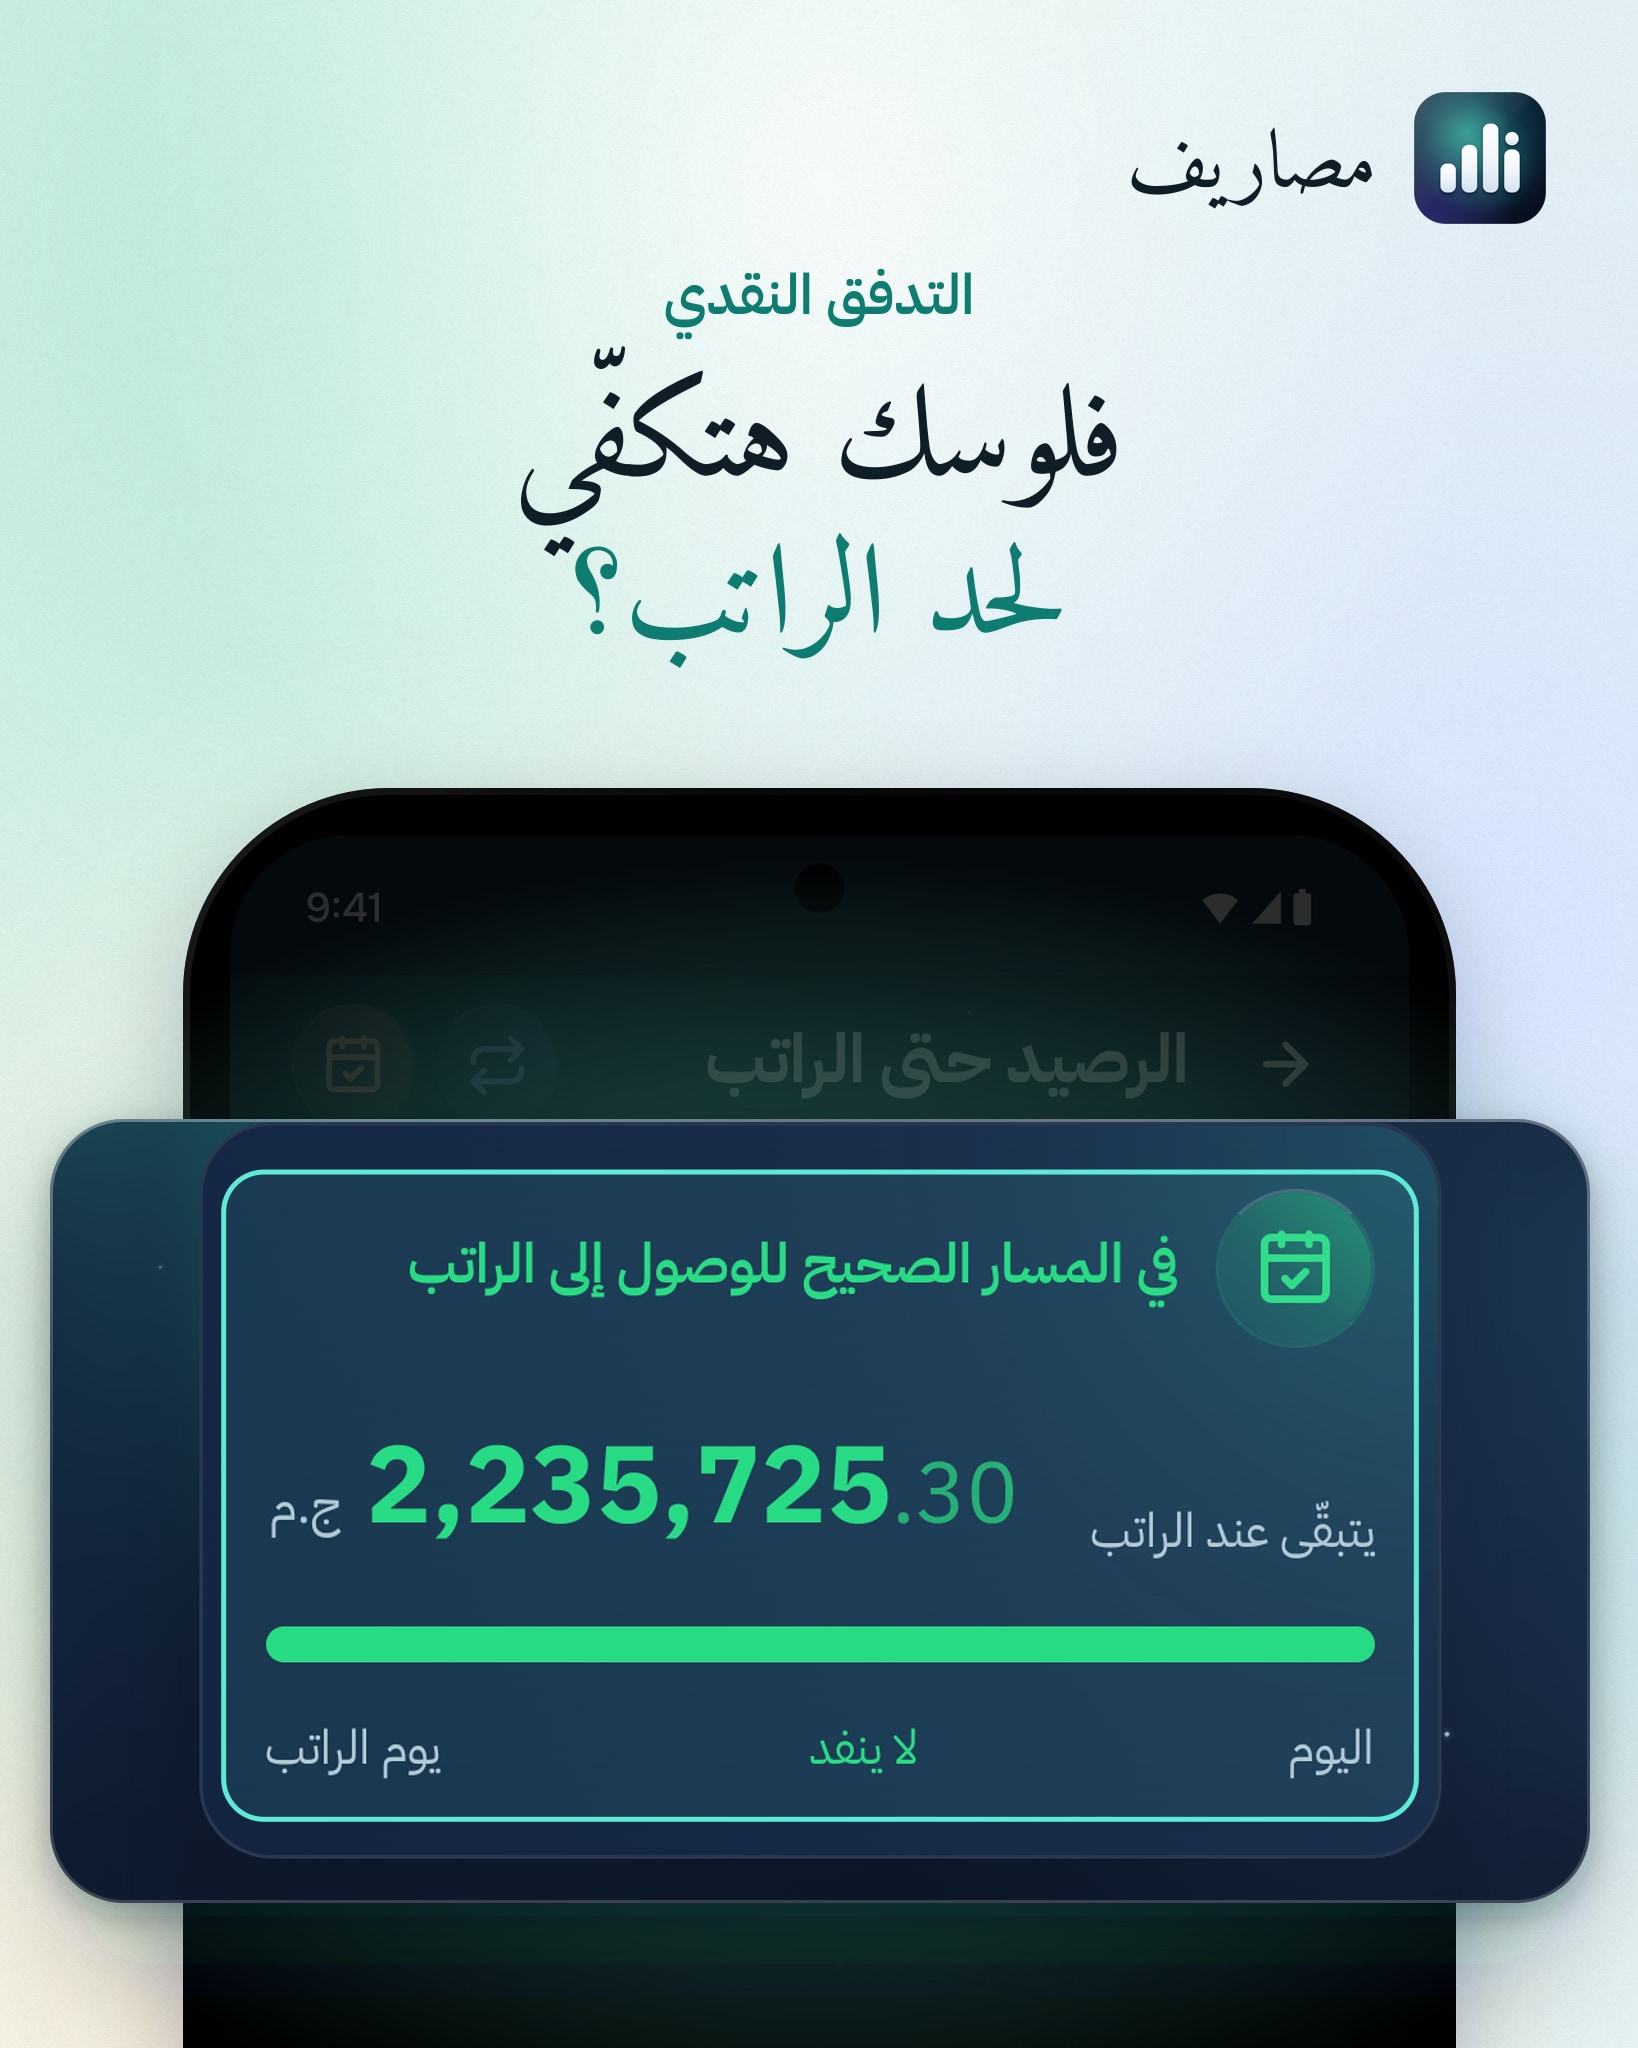 مصاريف
التدفق النقدي
فلوسك هتكفّي
لحد الراتب؟
9:41
الرصيد حتى الراتب
في المسار الصحيح للوصول إلى الراتب
يتبقّى عند الراتب 2,235,725.30 ج.م
اليوم لا ينفد يوم الراتب